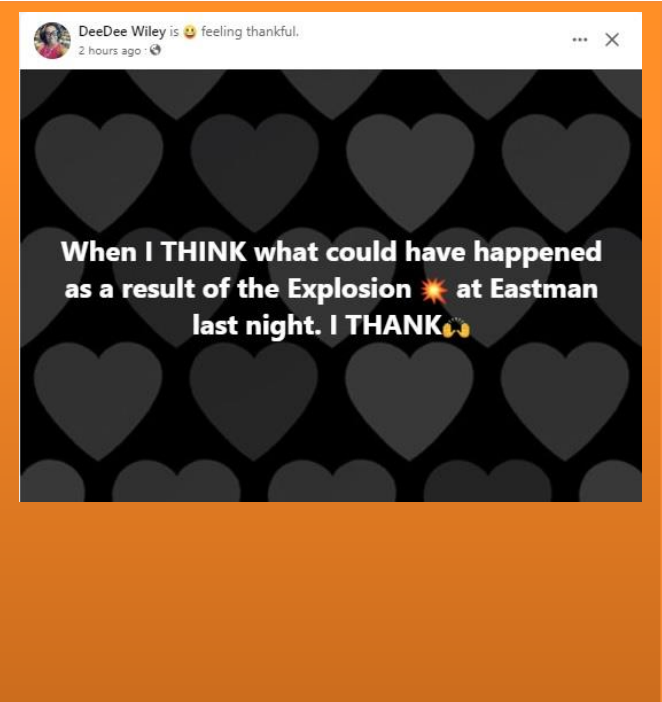 DeeDee Wiley is 😃 feeling thankful.
2 hours ago ·
When I THINK what could have happened
as a result of the Explosion 💥 at Eastman
last night. I THANK🙌